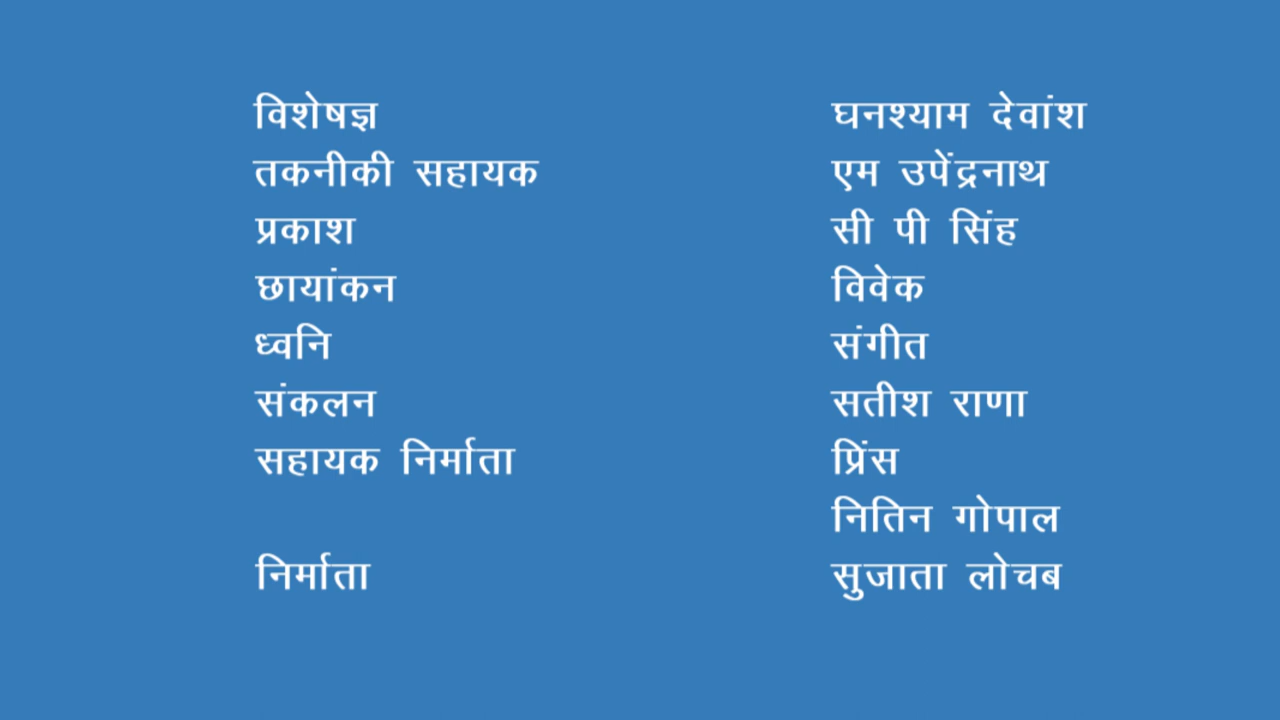 विशेषज्ञ घनश्याम देवांश
तकनीकी सहायक एम उपेंद्रनाथ
प्रकाश सी पी सिंह
छायांकन विवेक
ध्वनि संगीत
संकलन सतीश राणा
सहायक निर्माता प्रिंस
नितिन गोपाल
निर्माता सुजाता लोचब